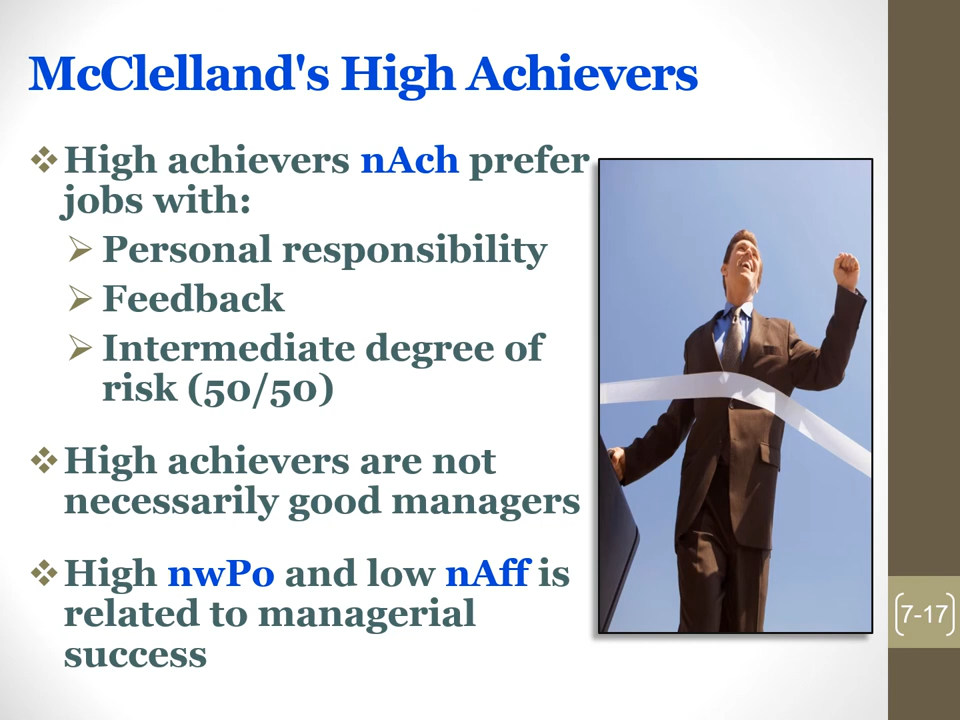 McClelland's High Achievers
❖ High achievers nAch prefer
jobs with:
➢ Personal responsibility
➢ Feedback
➢ Intermediate degree of
risk (50/50)
❖ High achievers are not
necessarily good managers
❖ High nwPo and low nAff is
related to managerial
success
7-17